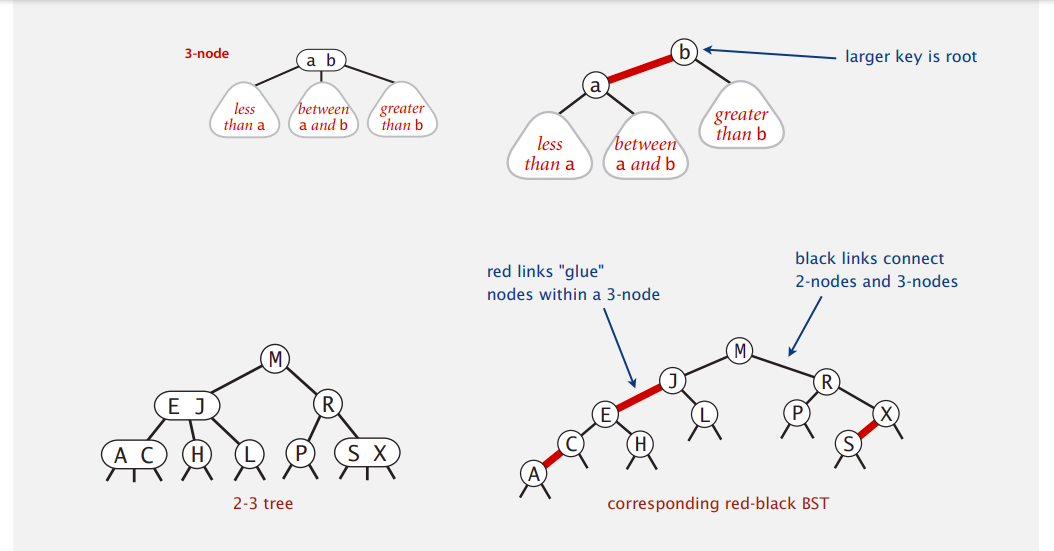 3-node
a b
less
than a
between
a and b
greater
than b
b
larger key is root
a
less
than a
between
a and b
greater
than b
red links "glue"
nodes within a 3-node
black links connect
2-nodes and 3-nodes
M
E J
R
A C
H
L
P
S X
2-3 tree
M
J
R
E
L
P
X
C
H
S
A
corresponding red-black BST